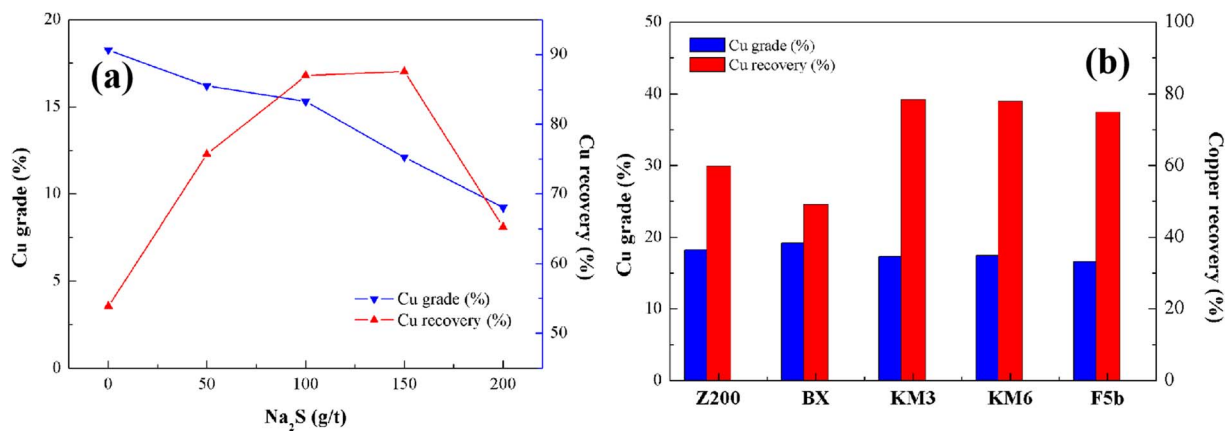 (a)
Cu grade (%)
20
15
10
5
0
Cu recovery (%)
90
80
70
60
50
Cu grade (%)
Cu recovery (%)
0 50 100 150 200
Na₂S (g/t)
(b)
Cu grade (%)
50
40
30
20
10
0
Cu grade (%)
Cu recovery (%)
Copper recovery (%)
100
80
60
40
20
0
Z200 BX KM3 KM6 F5b